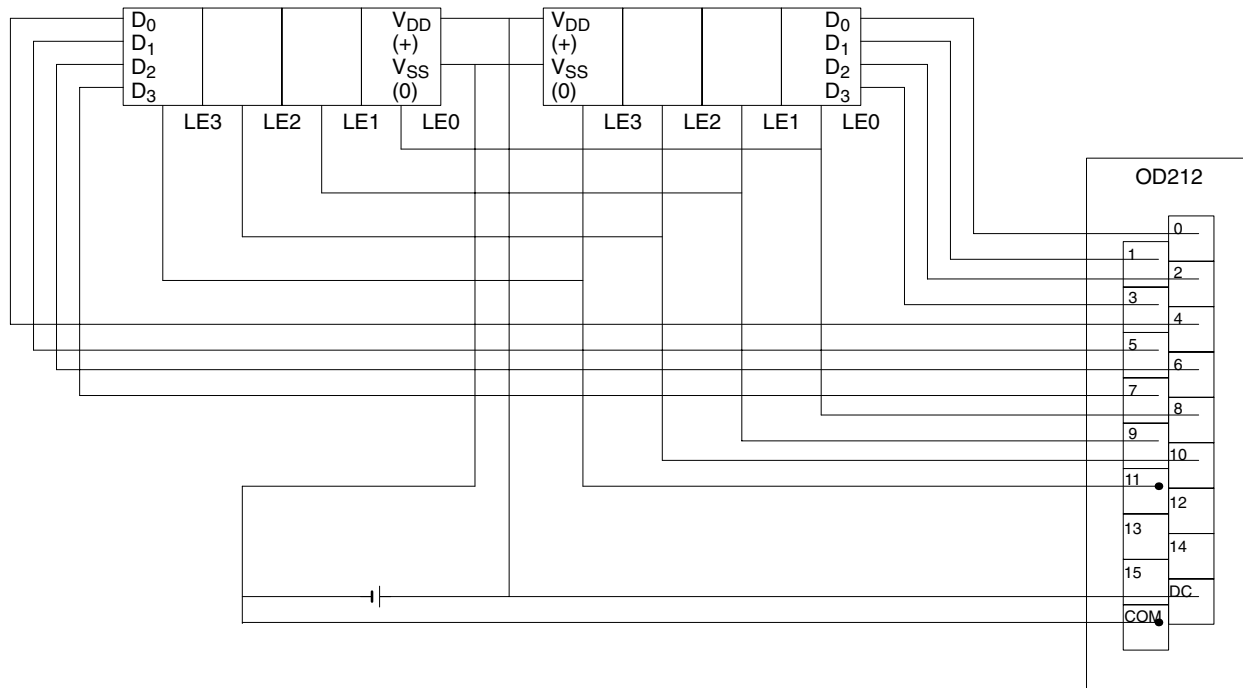 D0 VDD VDD D0
D1 (+) (+) D1
D2 VSS VSS D2
D3 (0) (0) D3
LE3 LE2 LE1 LE0 LE3 LE2 LE1 LE0
OD212
0
1
2
3
4
5
6
7
8
9
10
11
12
13
14
15
DC
COM